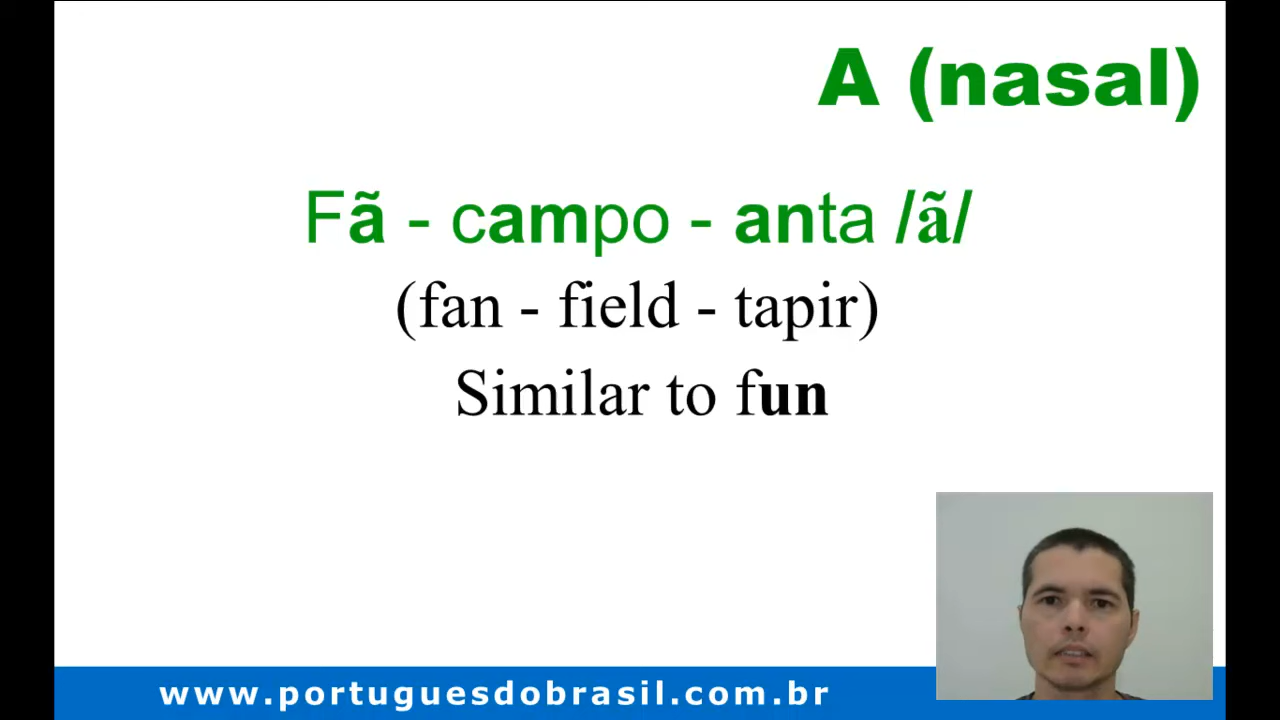 A (nasal)
Fã - campo - anta /ã/
(fan - field - tapir)
Similar to fun
www.portuguesdobrasil.com.br